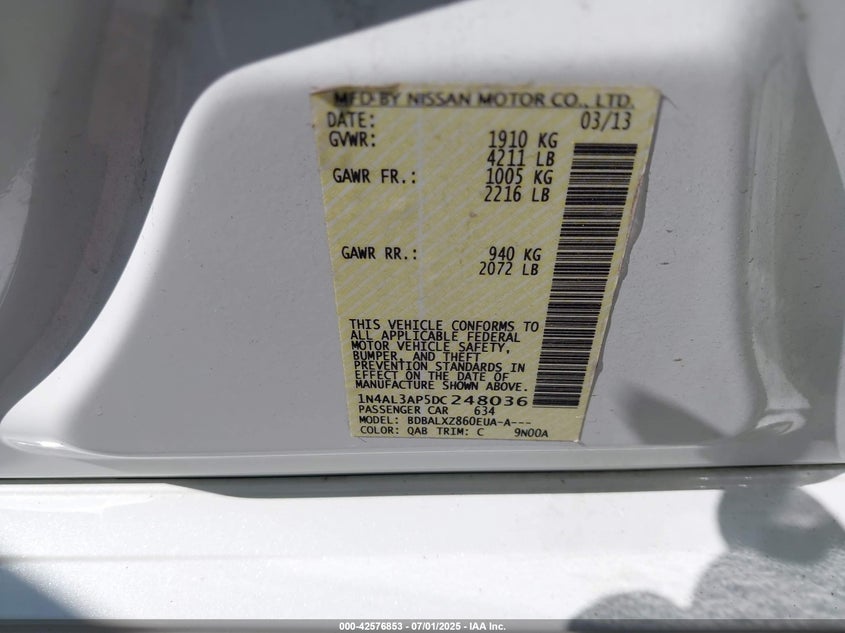 MFD BY NISSAN MOTOR CO., LTD.
DATE: 03/13
GVWR: 1910 KG
4211 LB
GAWR FR.: 1005 KG
2216 LB
GAWR RR.: 940 KG
2072 LB
THIS VEHICLE CONFORMS TO
ALL APPLICABLE FEDERAL
MOTOR VEHICLE SAFETY,
BUMPER, AND THEFT
PREVENTION STANDARDS IN
EFFECT ON THE DATE OF
MANUFACTURE SHOWN ABOVE.
1N4AL3AP5DC248036
PASSENGER CAR 634
MODEL: BDBALXZ860EUA-A---
COLOR: QAB TRIM: C 9N00A
000-42576853 - 07/01/2025 - IAA Inc.